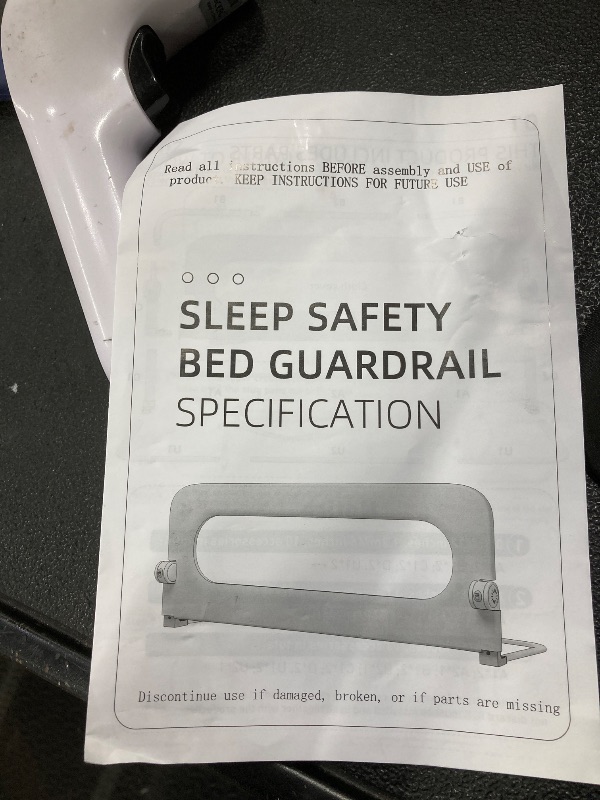 Read all instructions BEFORE assembly and USE of
product. KEEP INSTRUCTIONS FOR FUTURE USE
SLEEP SAFETY
BED GUARDRAIL
SPECIFICATION
Discontinue use if damaged, broken, or if parts are missing